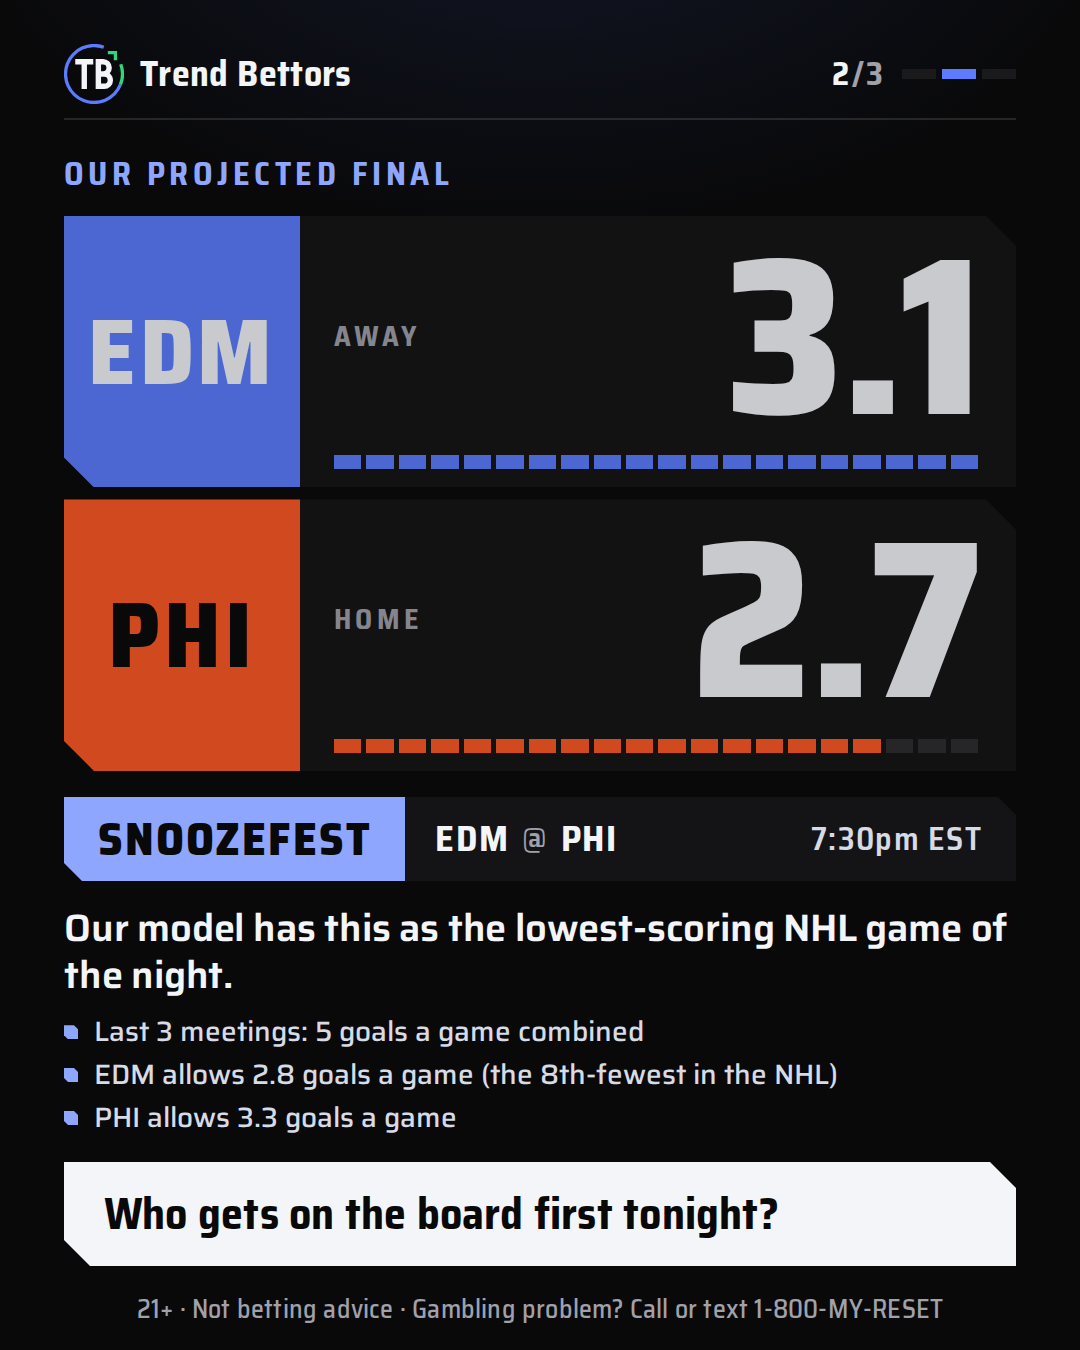 TB Trend Bettors
2/3
OUR PROJECTED FINAL
EDM
AWAY
3.1
PHI
HOME
2.7
SNOOZEFEST EDM @ PHI 7:30pm EST
Our model has this as the lowest-scoring NHL game of
the night.
Last 3 meetings: 5 goals a game combined
EDM allows 2.8 goals a game (the 8th-fewest in the NHL)
PHI allows 3.3 goals a game
Who gets on the board first tonight?
21+ · Not betting advice · Gambling problem? Call or text 1-800-MY-RESET